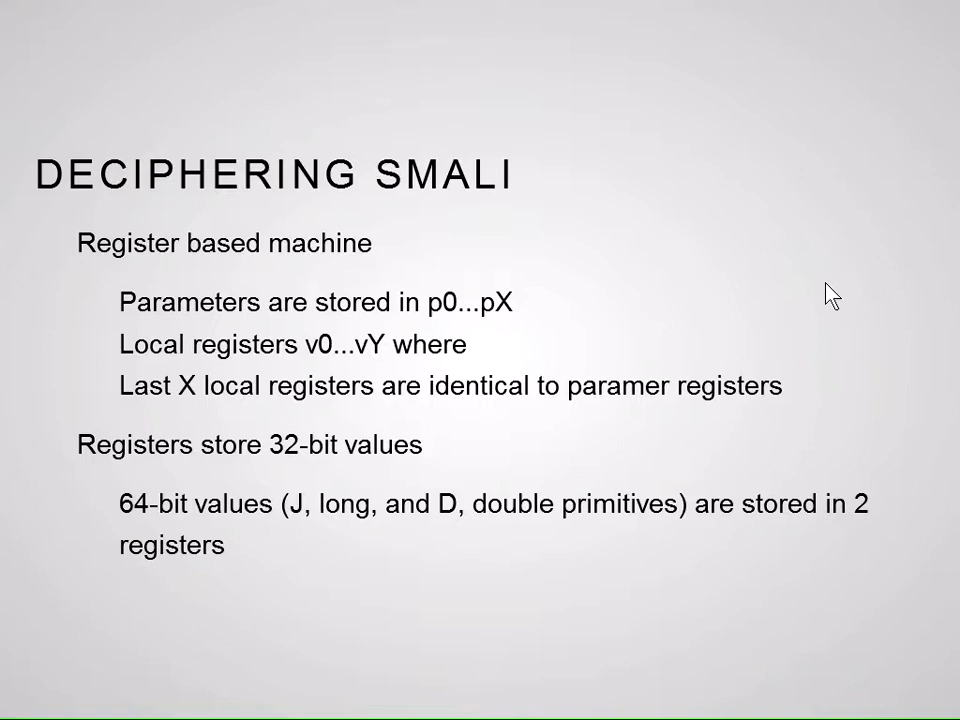 DECIPHERING SMALI
Register based machine
Parameters are stored in p0...pX
Local registers v0...vY where
Last X local registers are identical to paramer registers
Registers store 32-bit values
64-bit values (J, long, and D, double primitives) are stored in 2
registers